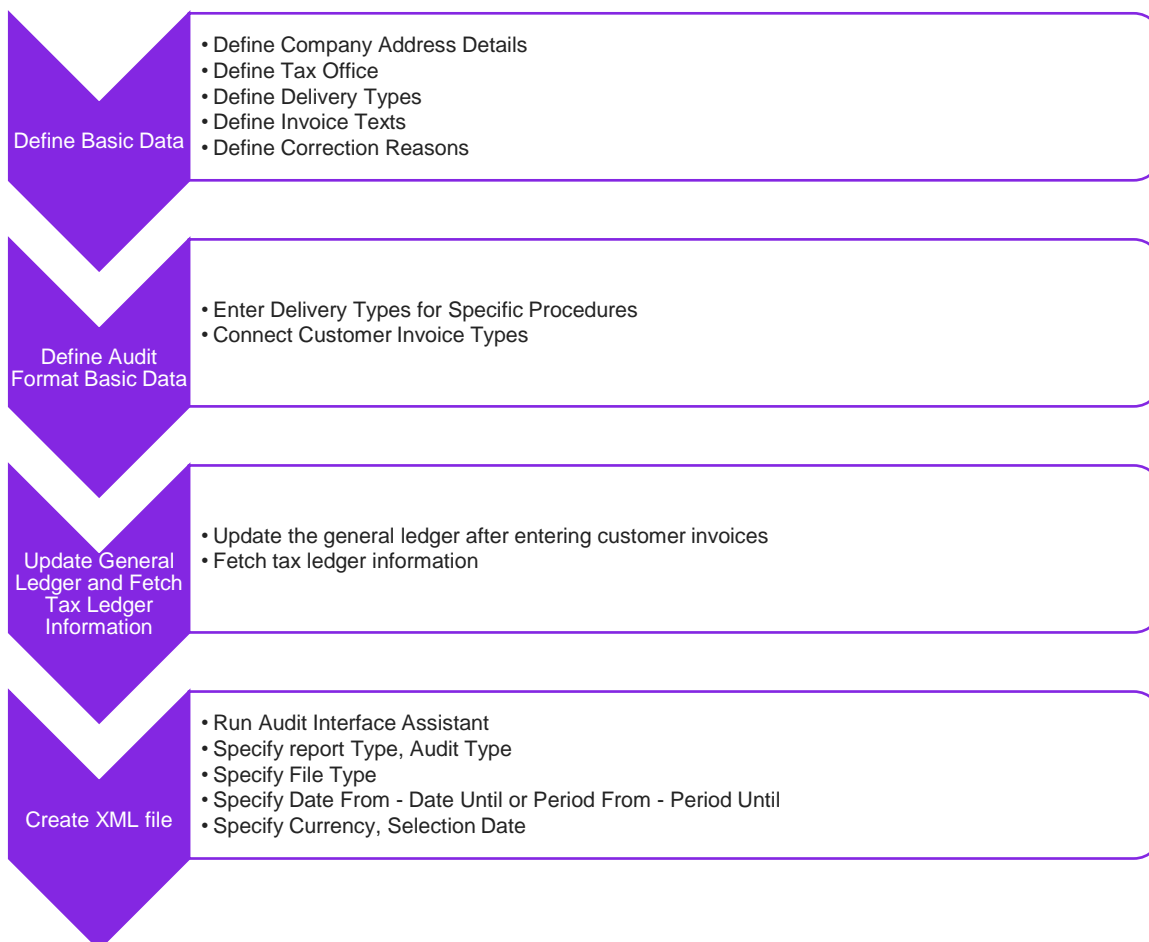 Define Basic Data
• Define Company Address Details
• Define Tax Office
• Define Delivery Types
• Define Invoice Texts
• Define Correction Reasons
Define Audit
Format Basic Data
• Enter Delivery Types for Specific Procedures
• Connect Customer Invoice Types
Update General
Ledger and Fetch
Tax Ledger
Information
• Update the general ledger after entering customer invoices
• Fetch tax ledger information
Create XML file
• Run Audit Interface Assistant
• Specify report Type, Audit Type
• Specify File Type
• Specify Date From - Date Until or Period From - Period Until
• Specify Currency, Selection Date